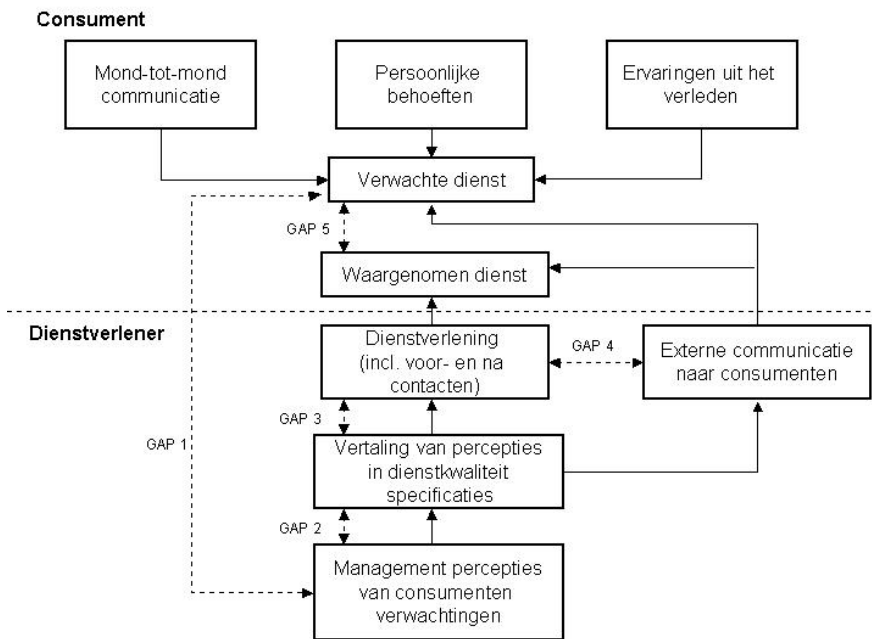 Consument
Mond-tot-mond
communicatie
Persoonlijke
behoeften
Ervaringen uit het
verleden
Verwachte dienst
GAP 5
Waargenomen dienst
Dienstverlener
Dienstverlening
(incl. voor- en na
contacten)
GAP 4
Externe communicatie
naar consumenten
GAP 3
GAP 1
Vertaling van percepties
in dienstkwaliteit
specificaties
GAP 2
Management percepties
van consumenten
verwachtingen